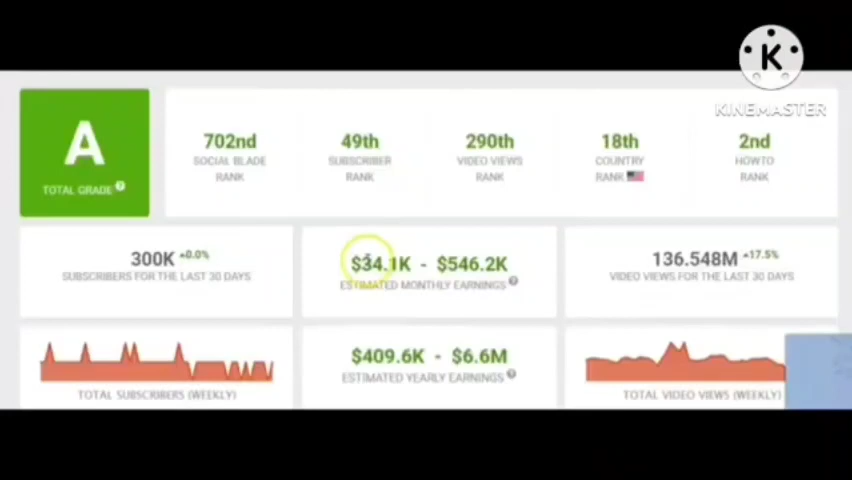 K
KINEMASTER
A
TOTAL GRADE ?
702nd
SOCIAL BLADE
RANK
49th
SUBSCRIBER
RANK
290th
VIDEO VIEWS
RANK
18th
COUNTRY
RANK
2nd
HOWTO
RANK
300K ▲0.0%
SUBSCRIBERS FOR THE LAST 30 DAYS
$34.1K - $546.2K
ESTIMATED MONTHLY EARNINGS ?
136.548M ▲17.5%
VIDEO VIEWS FOR THE LAST 30 DAYS
TOTAL SUBSCRIBERS (WEEKLY)
$409.6K - $6.6M
ESTIMATED YEARLY EARNINGS ?
TOTAL VIDEO VIEWS (WEEKLY)